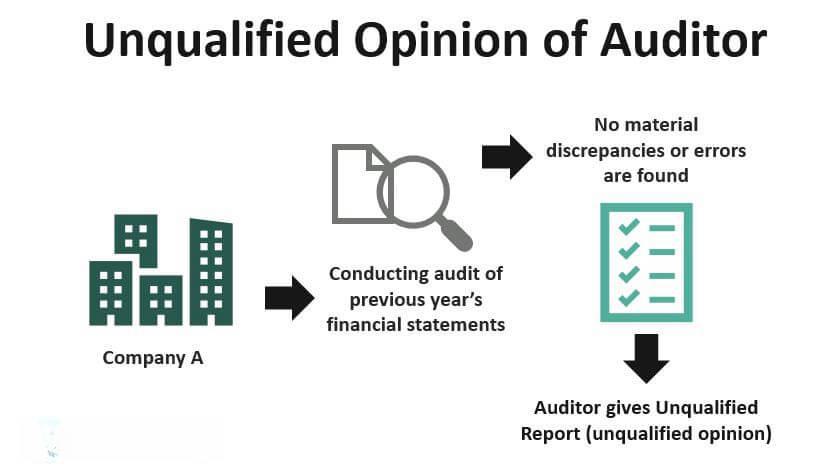 Unqualified Opinion of Auditor
No material
discrepancies or errors
are found
Conducting audit of
previous year's
financial statements
Company A
Auditor gives Unqualified
Report (unqualified opinion)